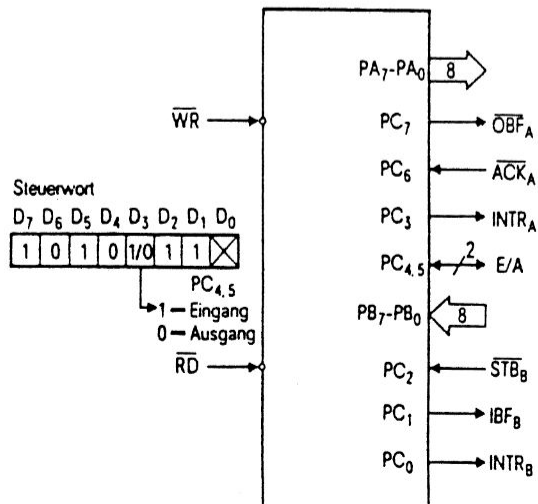 PA7-PA0 8
WR
PC7 OBFA
PC6 ACKA
Steuerwort
PC3 INTRA
D7 D6 D5 D4 D3 D2 D1 D0
1 0 1 0 1/0 1 1 X
PC4,5 2 E/A
PC4,5
1 — Eingang
0 — Ausgang
PB7-PB0 8
RD
PC2 STBB
PC1 IBFB
PC0 INTRB